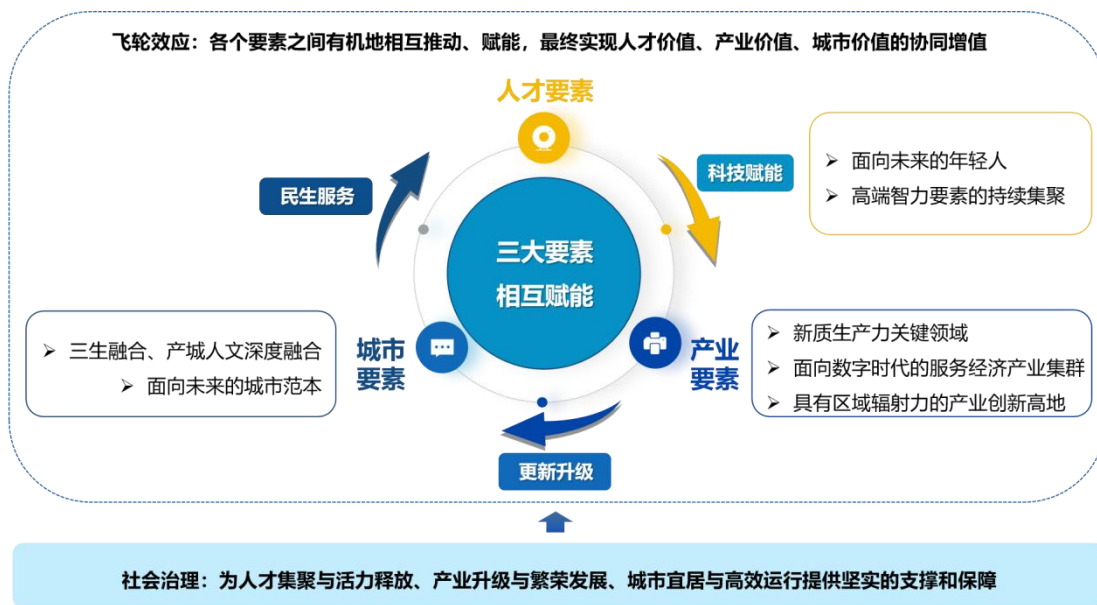 飞轮效应：各个要素之间有机地相互推动、赋能，最终实现人才价值、产业价值、城市价值的协同增值
人才要素
民生服务
科技赋能
➢ 面向未来的年轻人
➢ 高端智力要素的持续集聚
三大要素
相互赋能
➢ 三生融合、产城人文深度融合
➢ 面向未来的城市范本
城市
要素
产业
要素
➢ 新质生产力关键领域
➢ 面向数字时代的服务经济产业集群
➢ 具有区域辐射力的产业创新高地
更新升级
社会治理：为人才集聚与活力释放、产业升级与繁荣发展、城市宜居与高效运行提供坚实的支撑和保障